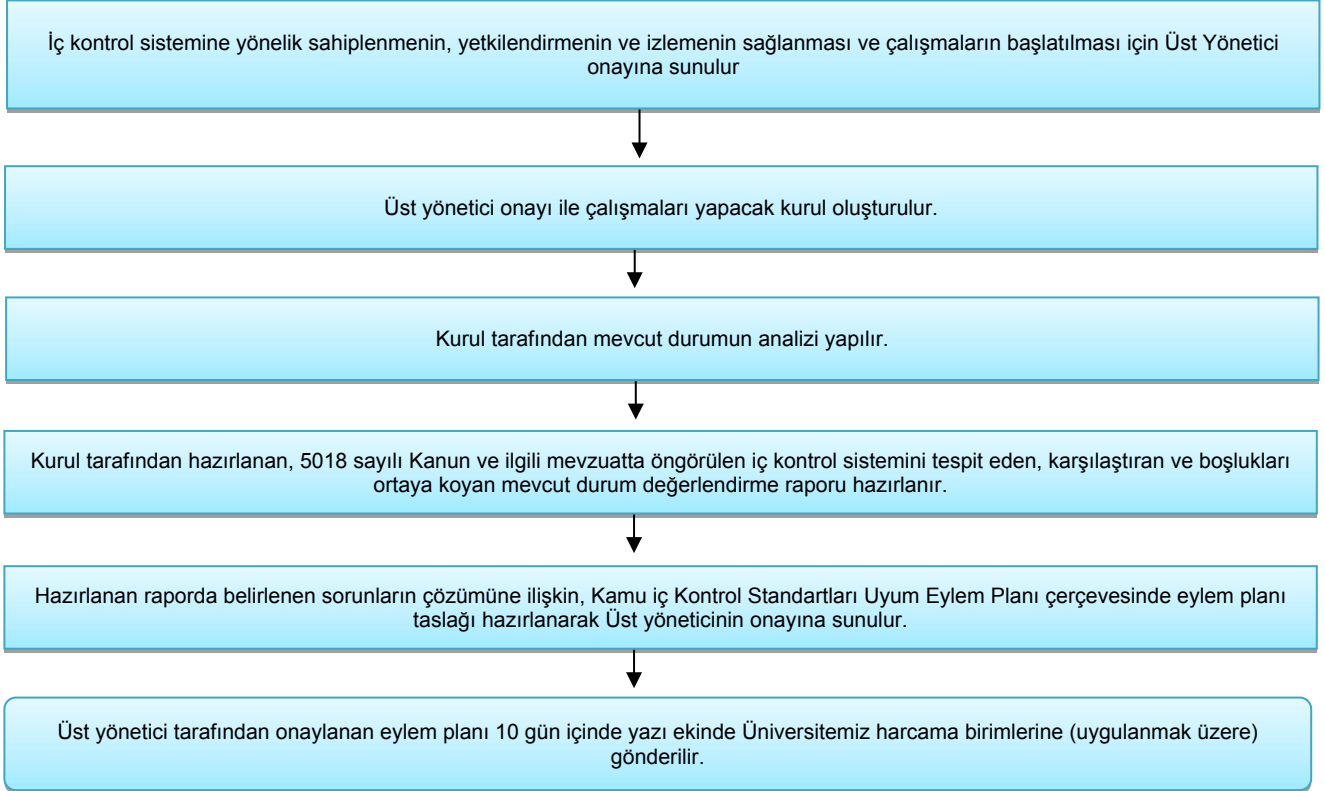 İç kontrol sistemine yönelik sahiplenmenin, yetkilendirmenin ve izlemenin sağlanması ve çalışmaların başlatılması için Üst Yönetici
onayına sunulur
Üst yönetici onayı ile çalışmaları yapacak kurul oluşturulur.
Kurul tarafından mevcut durumun analizi yapılır.
Kurul tarafından hazırlanan, 5018 sayılı Kanun ve ilgili mevzuatta öngörülen iç kontrol sistemini tespit eden, karşılaştıran ve boşlukları
ortaya koyan mevcut durum değerlendirme raporu hazırlanır.
Hazırlanan raporda belirlenen sorunların çözümüne ilişkin, Kamu iç Kontrol Standartları Uyum Eylem Planı çerçevesinde eylem planı
taslağı hazırlanarak Üst yöneticinin onayına sunulur.
Üst yönetici tarafından onaylanan eylem planı 10 gün içinde yazı ekinde Üniversitemiz harcama birimlerine (uygulanmak üzere)
gönderilir.